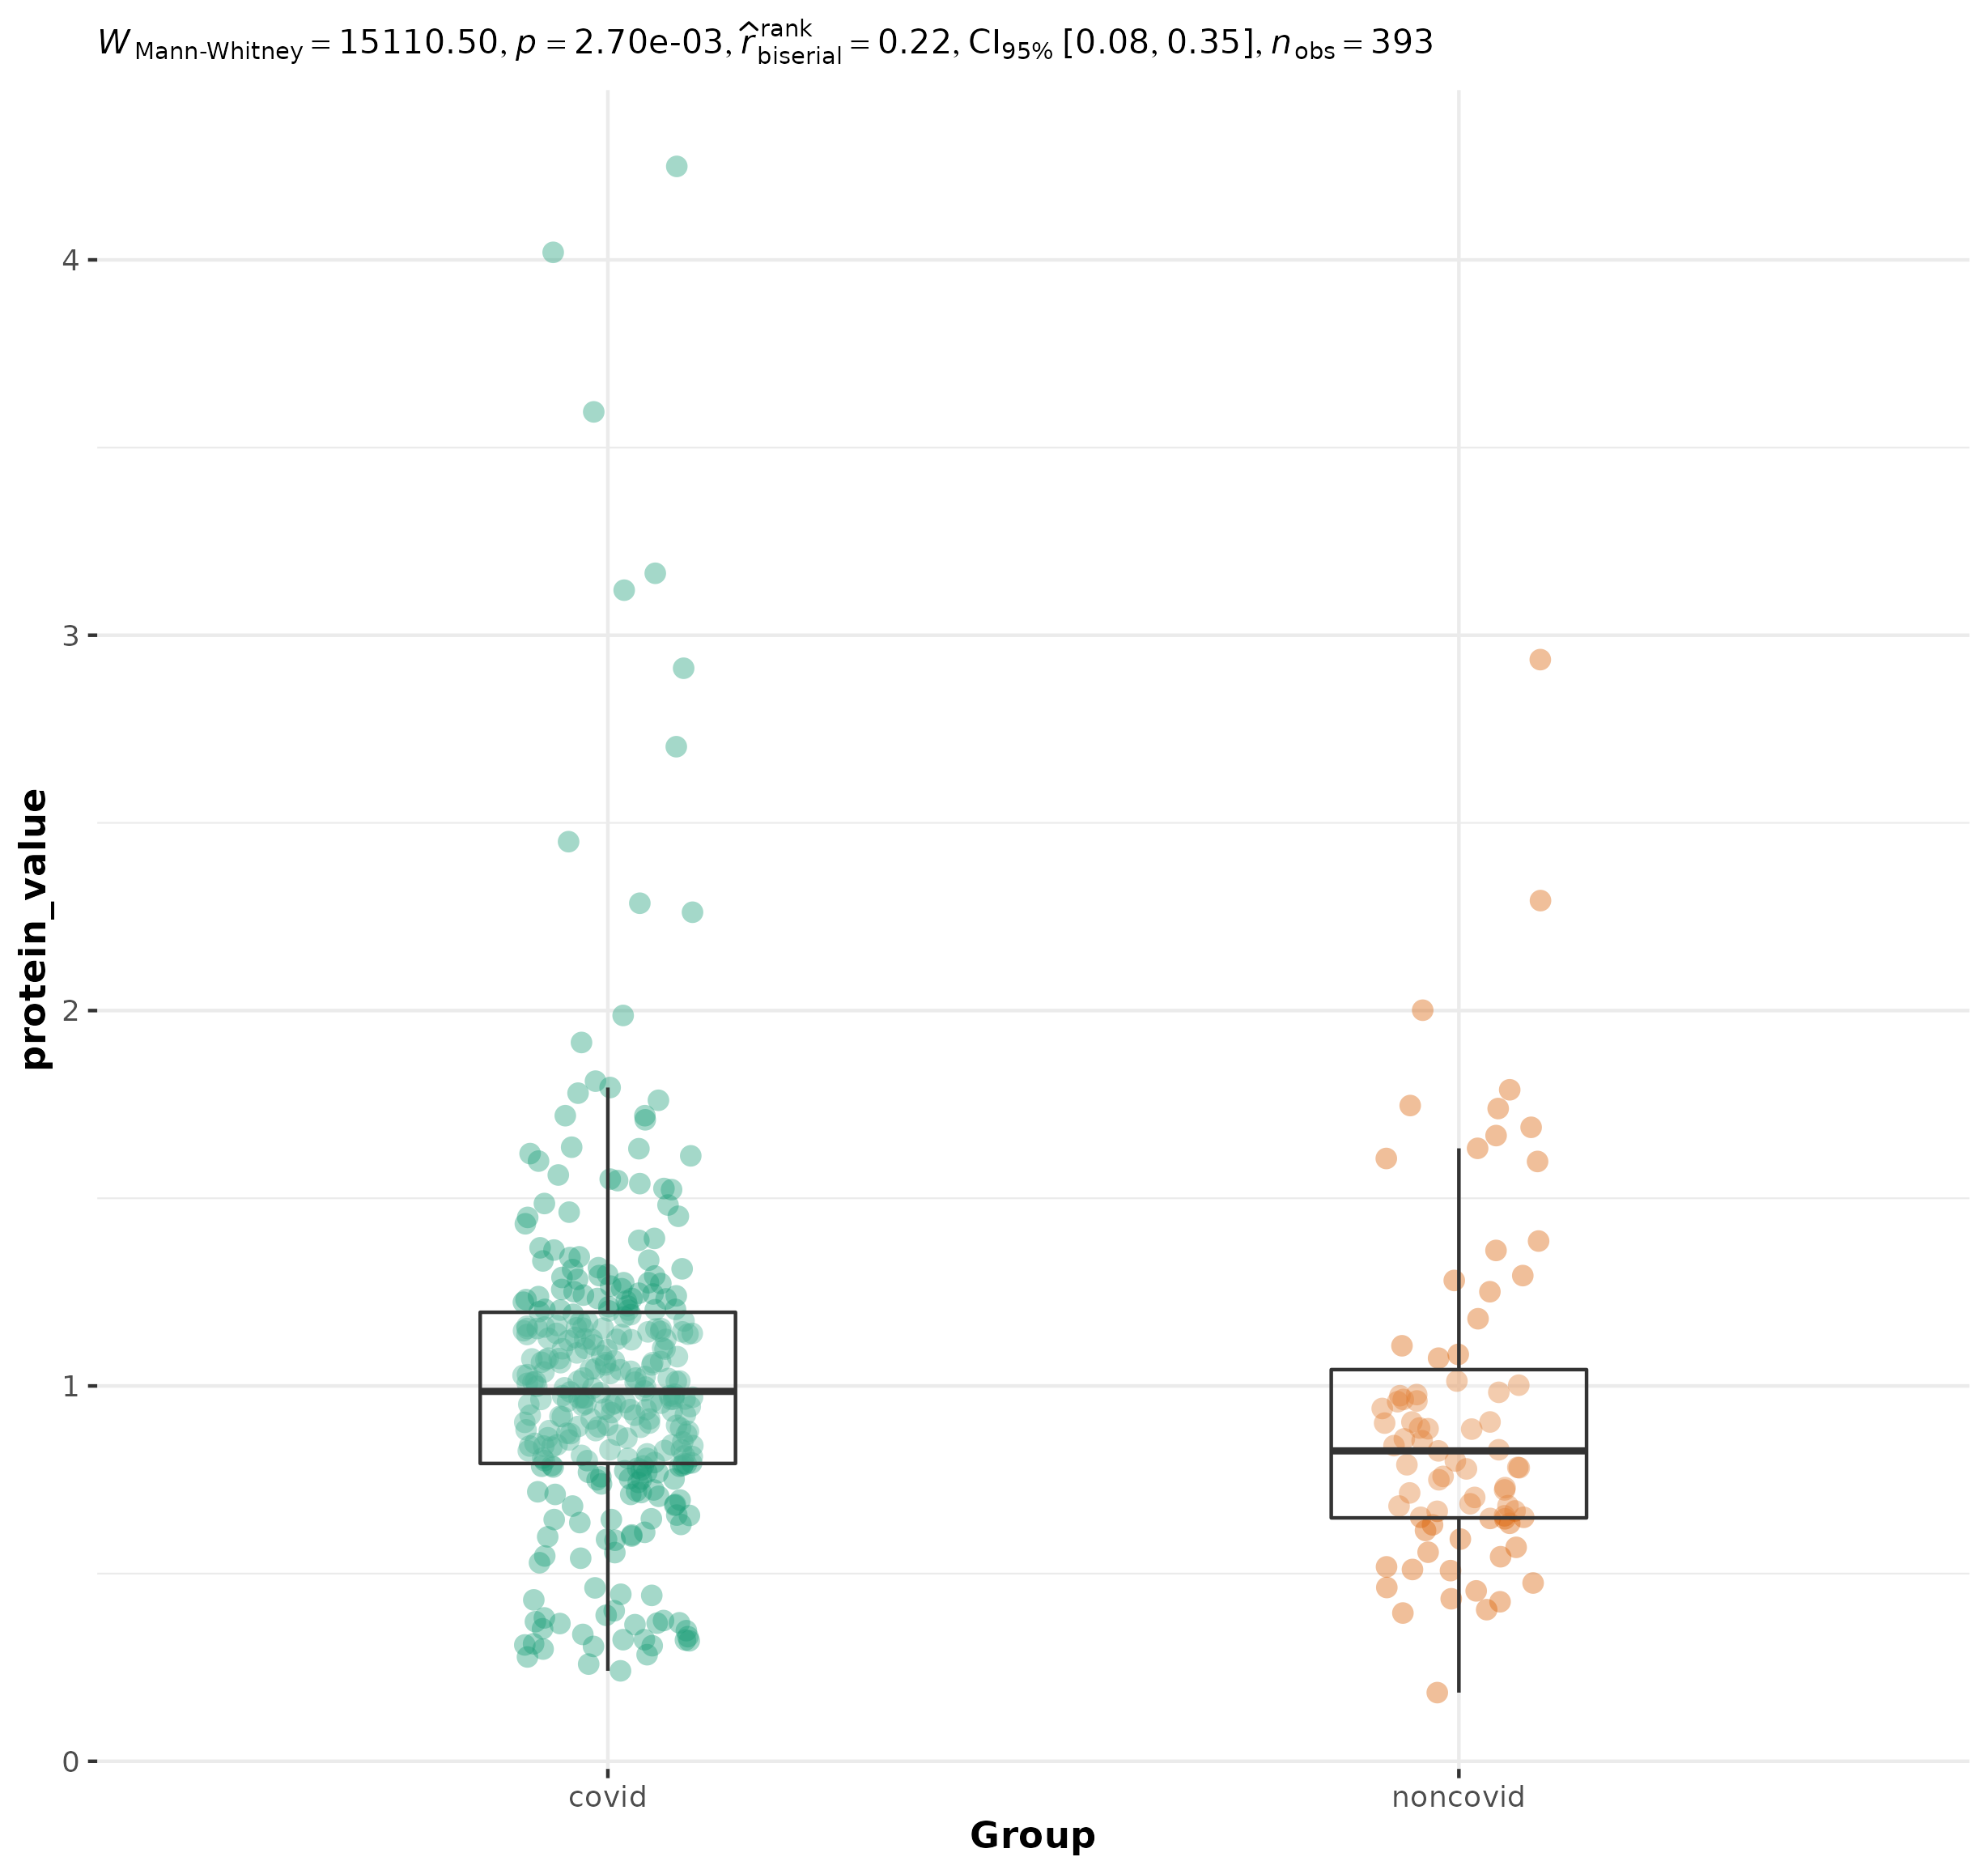 W Mann-Whitney = 15110.50, p = 2.70e-03, r̂ rank biserial = 0.22, CI95% [0.08, 0.35], n obs = 393
4
3
2
1
0
protein_value
covid noncovid
Group